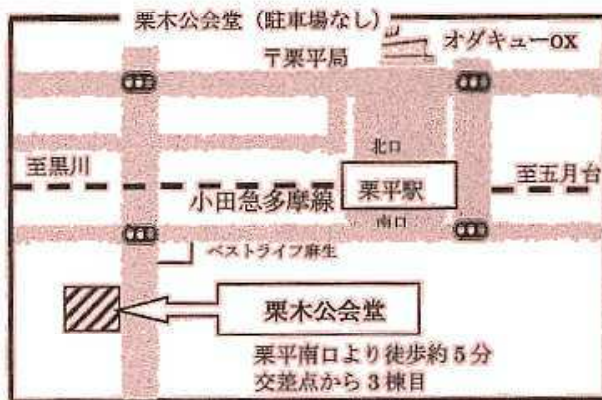 栗木公会堂（駐車場なし）
オダキューOX
〒栗平局
北口
至黒川
至五月台
小田急多摩線
栗平駅
南口
ベストライフ麻生
栗木公会堂
栗平南口より徒歩約5分
交差点から3棟目